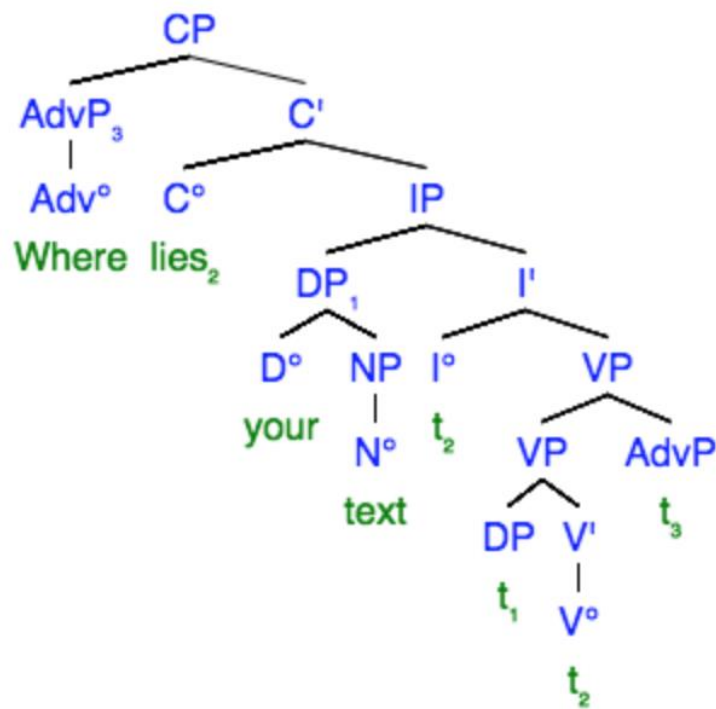 CP
AdvP₃ C'
Adv° C° IP
Where lies₂
DP₁ I'
D° NP I° VP
your t₂
N° VP AdvP
text t₃
DP V'
t₁
V°
t₂